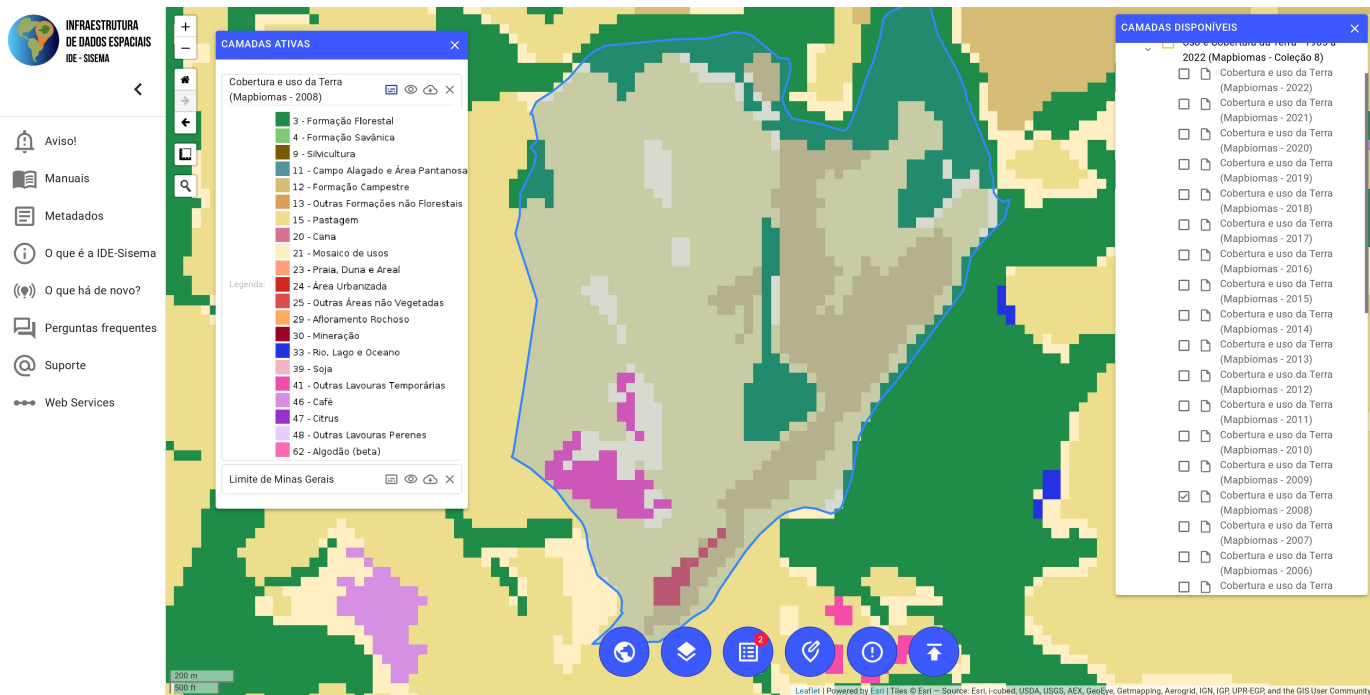 INFRAESTRUTURA
DE DADOS ESPACIAIS
IDE - SISEMA
Aviso!
Manuais
Metadados
O que é a IDE-Sisema
O que há de novo?
Perguntas frequentes
Suporte
Web Services
+
−
CAMADAS ATIVAS
Cobertura e uso da Terra
(Mapbiomas - 2008)
Legenda:
3 - Formação Florestal
4 - Formação Savânica
9 - Silvicultura
11 - Campo Alagado e Área Pantanosa
12 - Formação Campestre
13 - Outras Formações não Florestais
15 - Pastagem
20 - Cana
21 - Mosaico de usos
23 - Praia, Duna e Areal
24 - Área Urbanizada
25 - Outras Áreas não Vegetadas
29 - Afloramento Rochoso
30 - Mineração
33 - Rio, Lago e Oceano
39 - Soja
41 - Outras Lavouras Temporárias
46 - Café
47 - Citrus
48 - Outras Lavouras Perenes
62 - Algodão (beta)
Limite de Minas Gerais
CAMADAS DISPONÍVEIS
Uso e Cobertura da Terra - 1985 a
2022 (Mapbiomas - Coleção 8)
Cobertura e uso da Terra
(Mapbiomas - 2022)
Cobertura e uso da Terra
(Mapbiomas - 2021)
Cobertura e uso da Terra
(Mapbiomas - 2020)
Cobertura e uso da Terra
(Mapbiomas - 2019)
Cobertura e uso da Terra
(Mapbiomas - 2018)
Cobertura e uso da Terra
(Mapbiomas - 2017)
Cobertura e uso da Terra
(Mapbiomas - 2016)
Cobertura e uso da Terra
(Mapbiomas - 2015)
Cobertura e uso da Terra
(Mapbiomas - 2014)
Cobertura e uso da Terra
(Mapbiomas - 2013)
Cobertura e uso da Terra
(Mapbiomas - 2012)
Cobertura e uso da Terra
(Mapbiomas - 2011)
Cobertura e uso da Terra
(Mapbiomas - 2010)
Cobertura e uso da Terra
(Mapbiomas - 2009)
Cobertura e uso da Terra
(Mapbiomas - 2008)
Cobertura e uso da Terra
(Mapbiomas - 2007)
Cobertura e uso da Terra
(Mapbiomas - 2006)
Cobertura e uso da Terra
2
200 m
500 ft
Leaflet | Powered by Esri | Tiles © Esri — Source: Esri, i-cubed, USDA, USGS, AEX, GeoEye, Getmapping, Aerogrid, IGN, IGP, UPR-EGP, and the GIS User Community